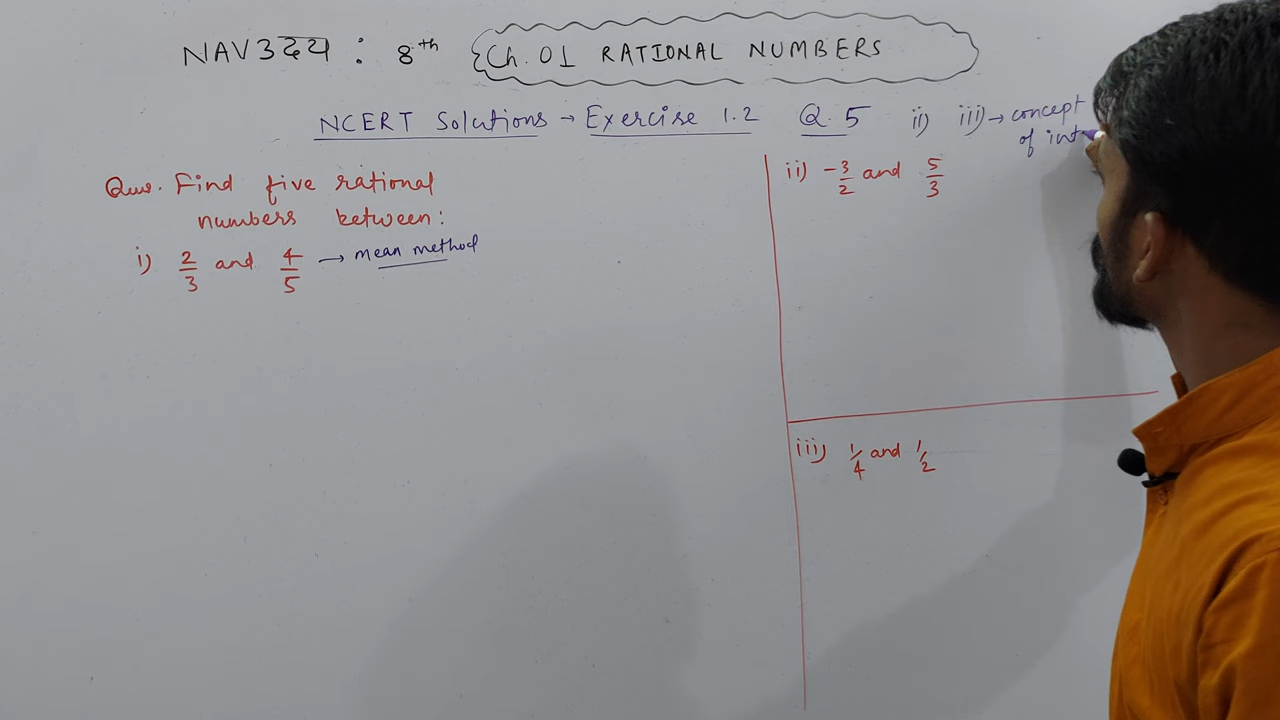 NAV3ददा : 8th Ch. 01 RATIONAL NUMBERS
NCERT Solutions → Exercise 1.2 Q. 5 ii) iii) → concept
of int
Ques. Find five rational
numbers between:
i) 2/3 and 4/5 → mean method
ii) -3/2 and 5/3
iii) 1/4 and 1/2